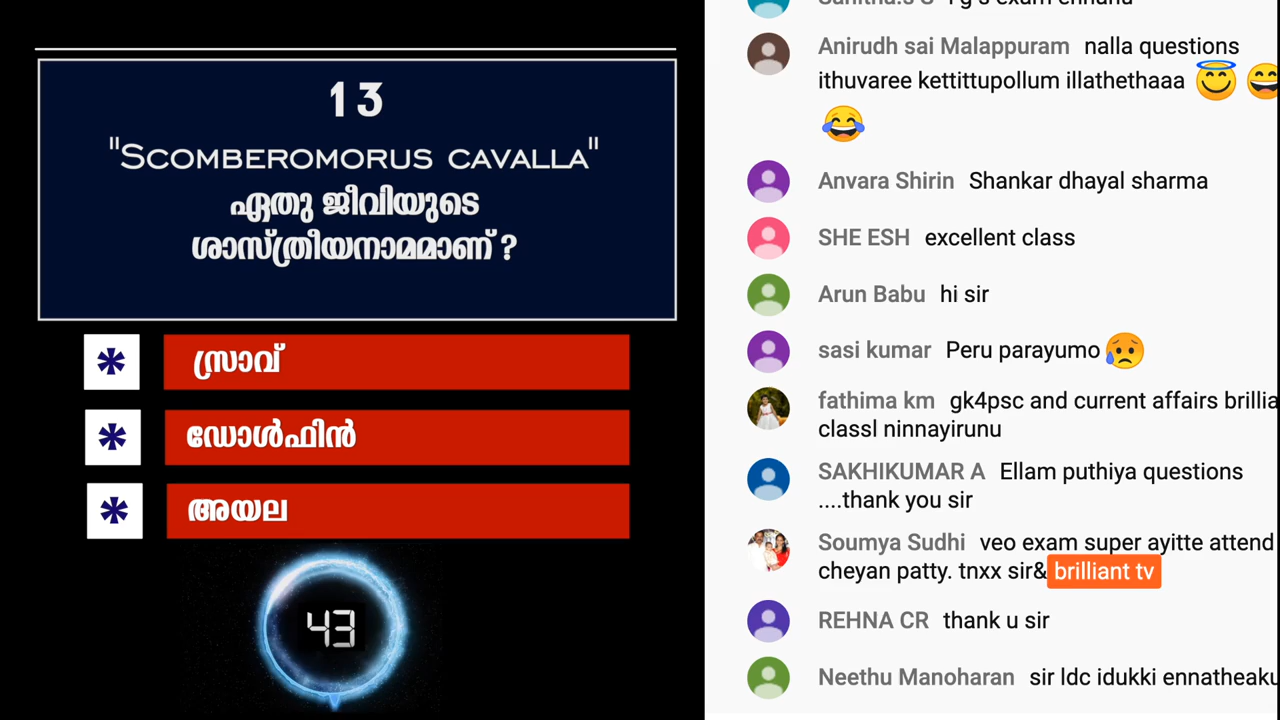 13
"Scomberomorus cavalla"
ഏതു ജീവിയുടെ
ശാസ്ത്രീയനാമമാണ് ?
* സ്രാവ്
* ഡോൾഫിൻ
* അയല
43
Anirudh sai Malappuram nalla questions
ithuvaree kettittupollum illathethaaa 😇 😄
😂
Anvara Shirin Shankar dhayal sharma
SHE ESH excellent class
Arun Babu hi sir
sasi kumar Peru parayumo 😥
fathima km gk4psc and current affairs brillia
classl ninnayirunu
SAKHIKUMAR A Ellam puthiya questions
....thank you sir
Soumya Sudhi veo exam super ayitte attend
cheyan patty. tnxx sir& brilliant tv
REHNA CR thank u sir
Neethu Manoharan sir ldc idukki ennatheaku